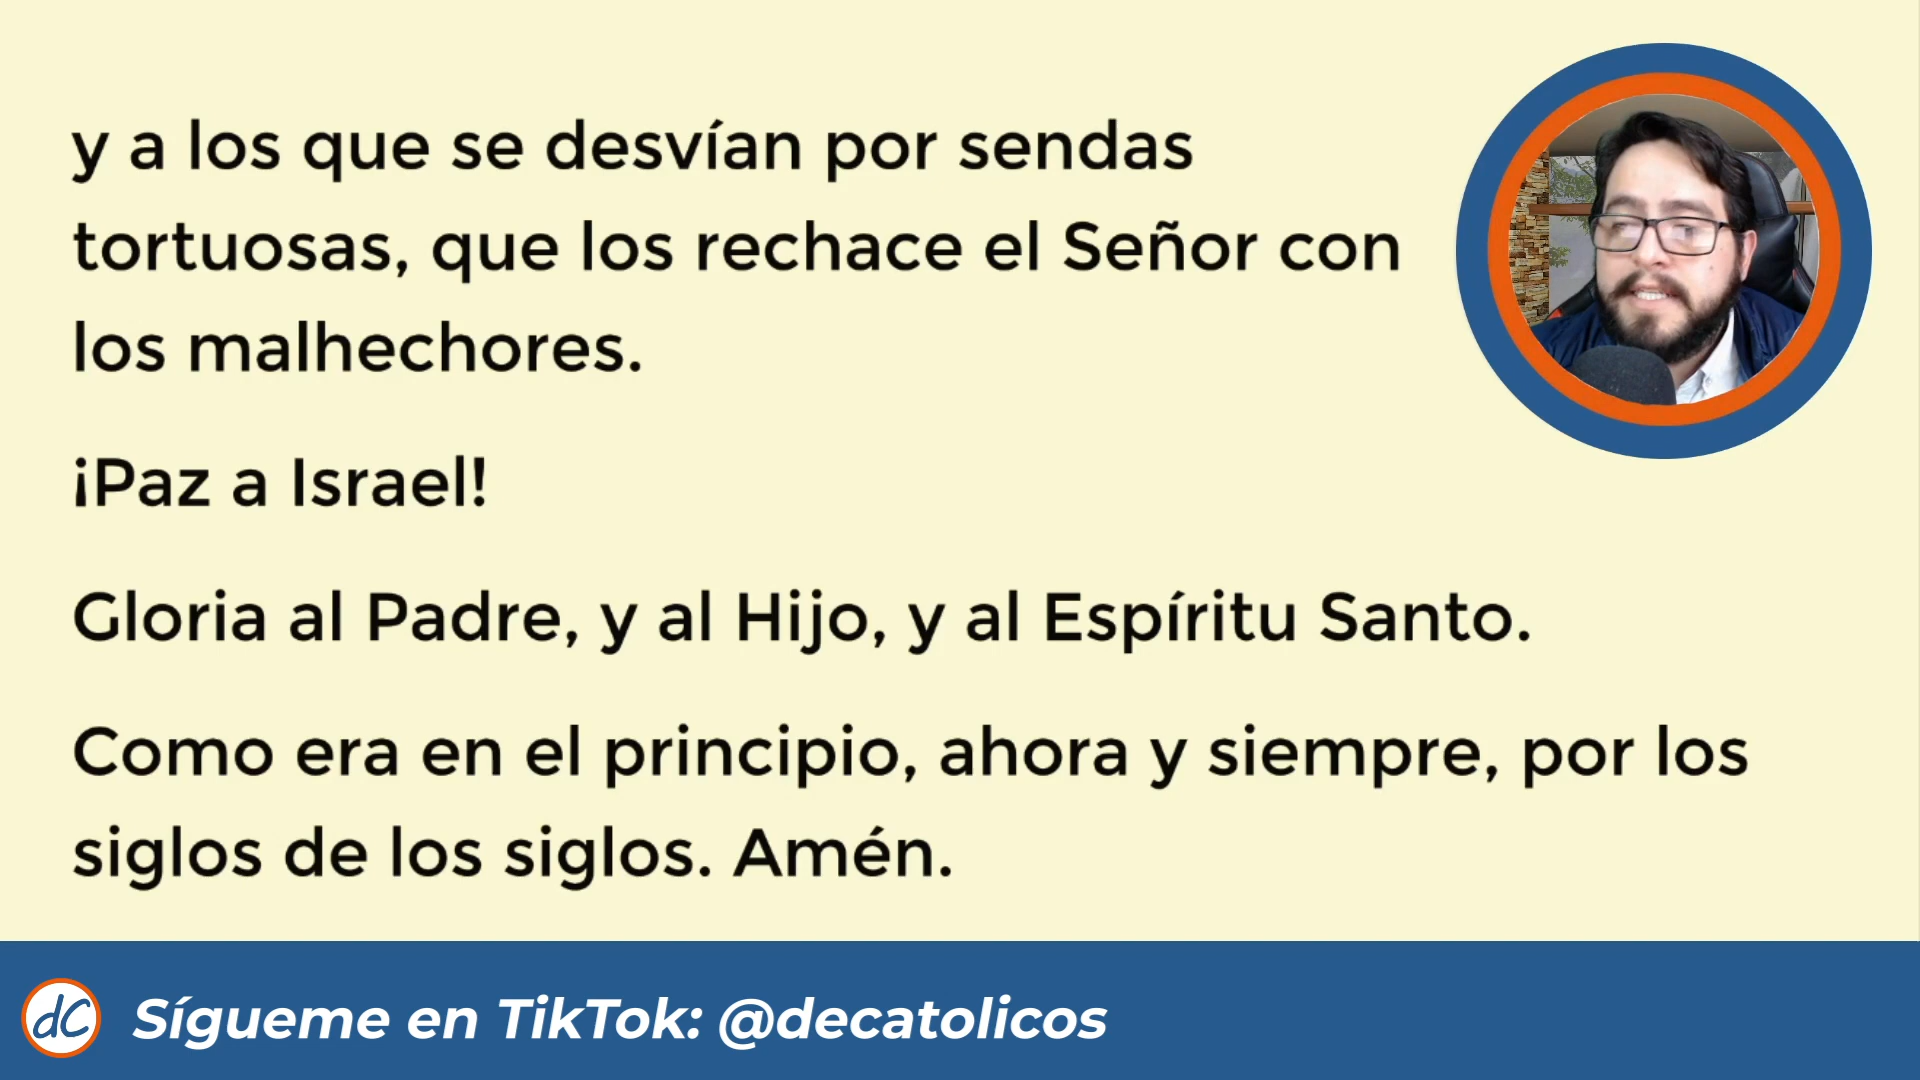 y a los que se desvían por sendas
tortuosas, que los rechace el Señor con
los malhechores.
¡Paz a Israel!
Gloria al Padre, y al Hijo, y al Espíritu Santo.
Como era en el principio, ahora y siempre, por los
siglos de los siglos. Amén.
dC Sígueme en TikTok: @decatolicos